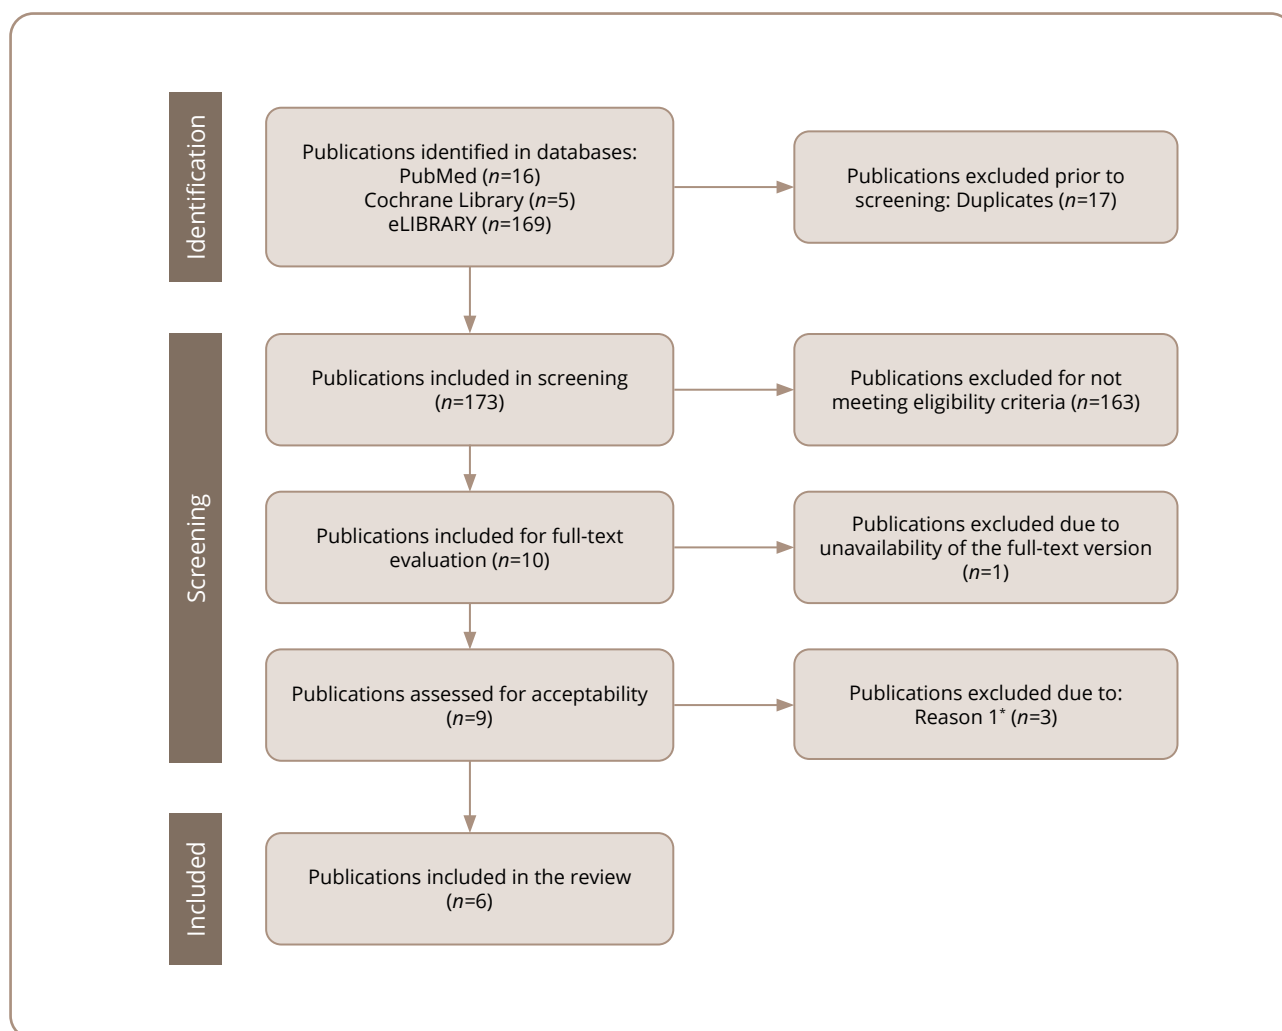 Identification
Publications identified in databases:
PubMed (n=16)
Cochrane Library (n=5)
eLIBRARY (n=169)
Publications excluded prior to
screening: Duplicates (n=17)
Screening
Publications included in screening
(n=173)
Publications excluded for not
meeting eligibility criteria (n=163)
Publications included for full-text
evaluation (n=10)
Publications excluded due to
unavailability of the full-text version
(n=1)
Publications assessed for acceptability
(n=9)
Publications excluded due to:
Reason 1* (n=3)
Included
Publications included in the review
(n=6)